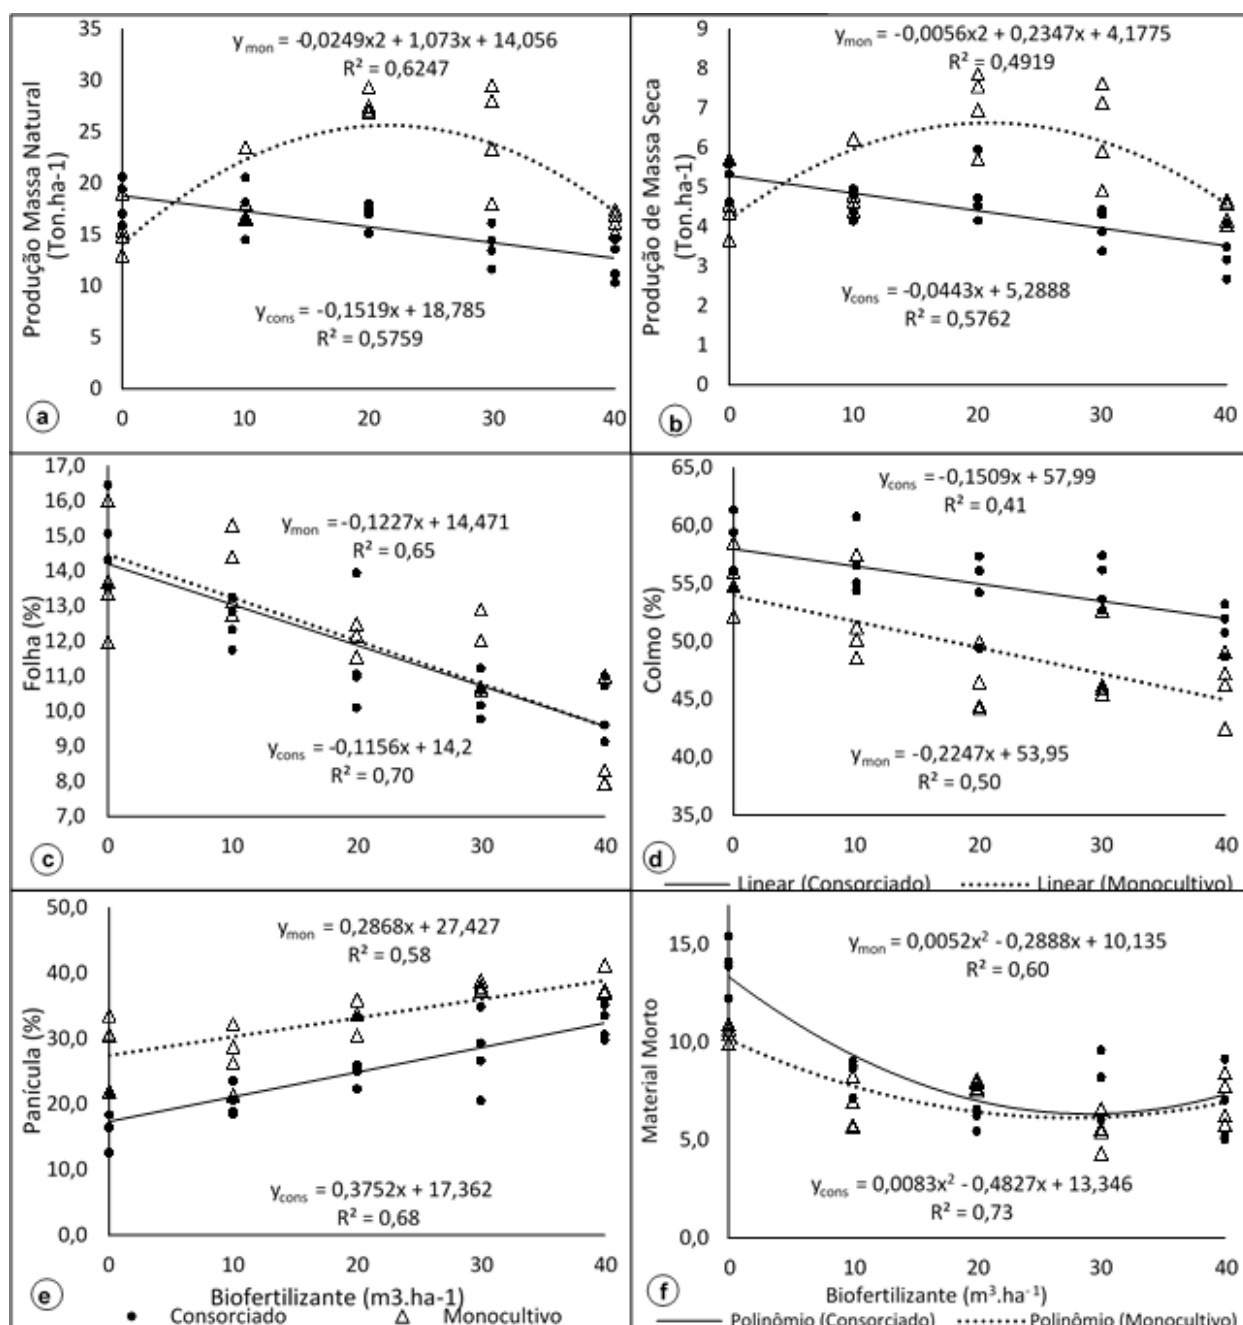 Produção Massa Natural
(Ton.ha-1)
35
30
25
20
15
10
5
0
y mon = -0,0249x2 + 1,073x + 14,056
R² = 0,6247
y cons = -0,1519x + 18,785
R² = 0,5759
0 10 20 30 40
a
Produção de Massa Seca
(Ton.ha-1)
9
8
7
6
5
4
3
2
1
0
y mon = -0,0056x2 + 0,2347x + 4,1775
R² = 0,4919
y cons = -0,0443x + 5,2888
R² = 0,5762
0 10 20 30 40
b
Folha (%)
17,0
16,0
15,0
14,0
13,0
12,0
11,0
10,0
9,0
8,0
7,0
y mon = -0,1227x + 14,471
R² = 0,65
y cons = -0,1156x + 14,2
R² = 0,70
0 10 20 30 40
c
Colmo (%)
65,0
60,0
55,0
50,0
45,0
40,0
35,0
y cons = -0,1509x + 57,99
R² = 0,41
y mon = -0,2247x + 53,95
R² = 0,50
0 10 20 30 40
d
Linear (Consorciado) Linear (Monocultivo)
Panícula (%)
50,0
40,0
30,0
20,0
10,0
0,0
y mon = 0,2868x + 27,427
R² = 0,58
y cons = 0,3752x + 17,362
R² = 0,68
0 10 20 30 40
Biofertilizante (m3.ha-1)
e
Consorciado Monocultivo
Material Morto
15,0
10,0
5,0
0,0
y mon = 0,0052x² - 0,2888x + 10,135
R² = 0,60
y cons = 0,0083x² - 0,4827x + 13,346
R² = 0,73
0 10 20 30 40
Biofertilizante (m³.ha⁻¹)
f
Polinômio (Consorciado) Polinômio (Monocultivo)